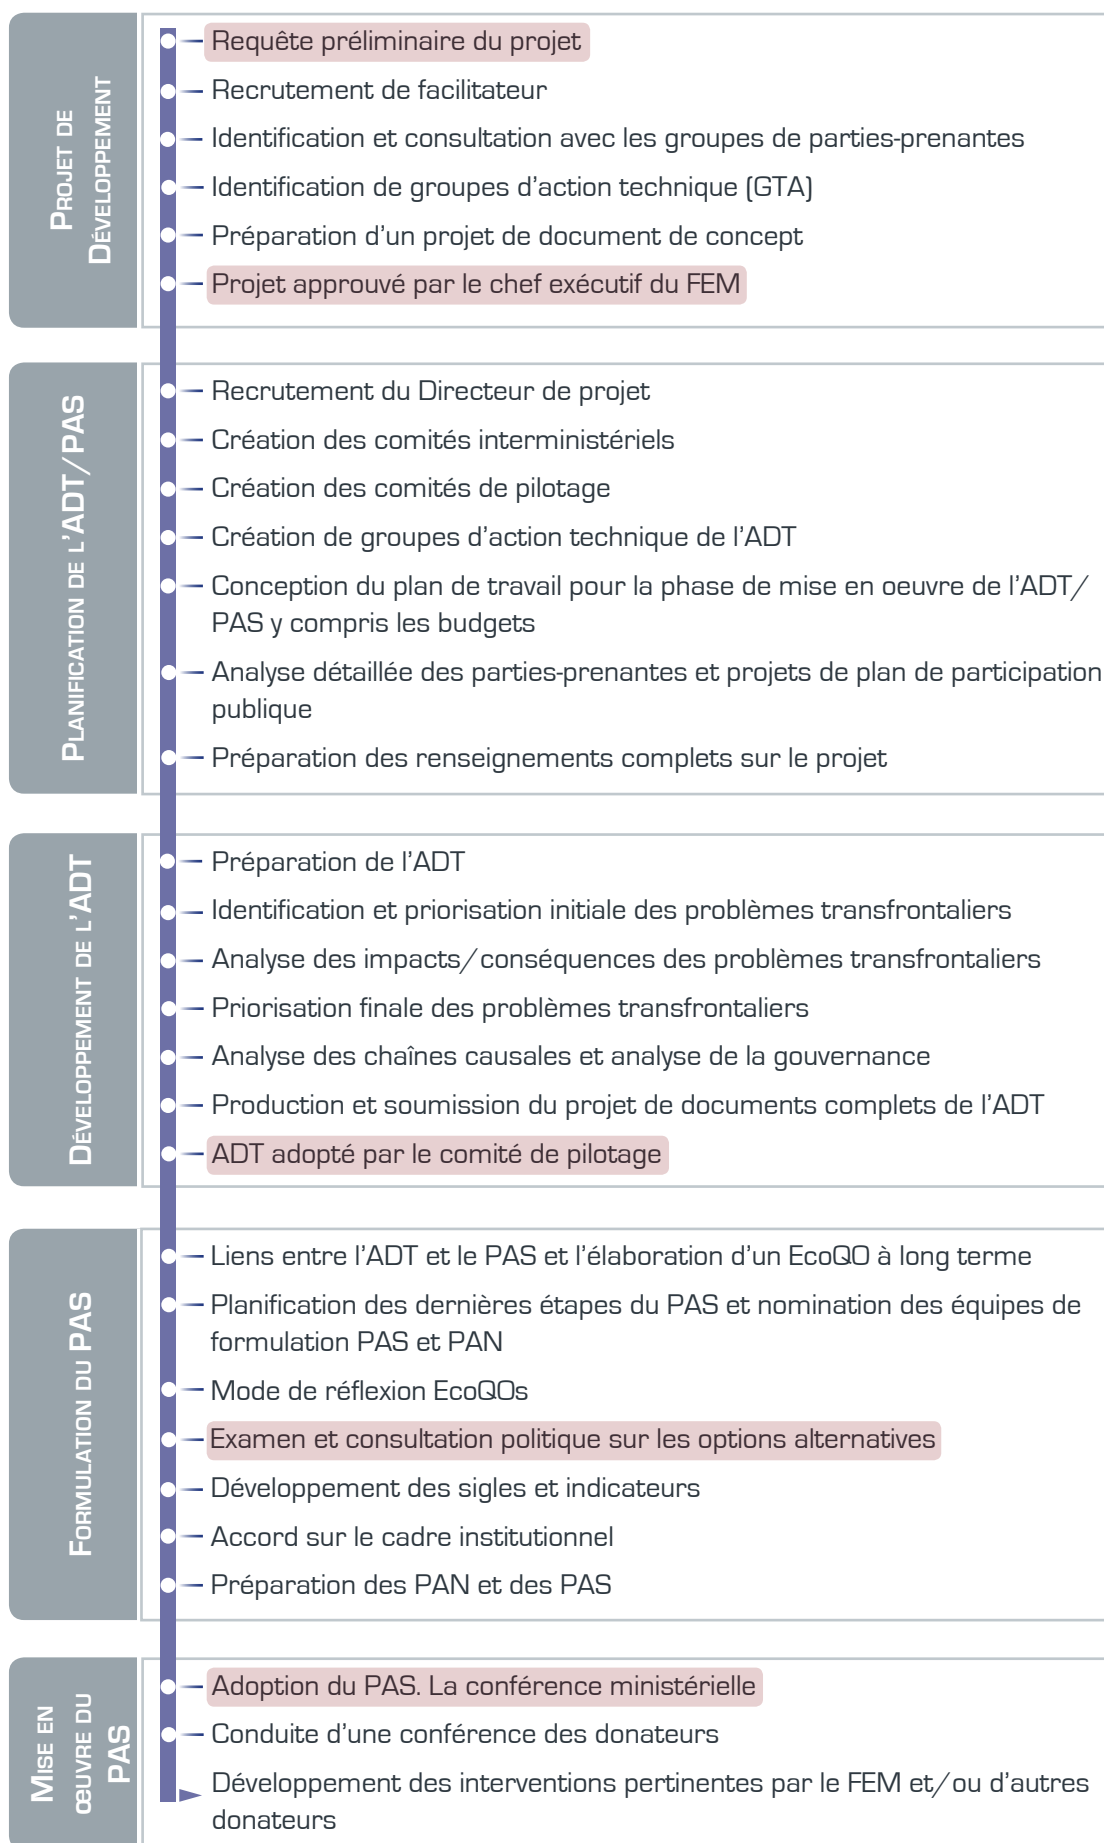 PROJET DE
DÉVELOPPEMENT
Requête préliminaire du projet
Recrutement de facilitateur
Identification et consultation avec les groupes de parties-prenantes
Identification de groupes d'action technique (GTA)
Préparation d'un projet de document de concept
Projet approuvé par le chef exécutif du FEM
PLANIFICATION DE L'ADT/PAS
Recrutement du Directeur de projet
Création des comités interministériels
Création des comités de pilotage
Création de groupes d'action technique de l'ADT
Conception du plan de travail pour la phase de mise en oeuvre de l'ADT/
PAS y compris les budgets
Analyse détaillée des parties-prenantes et projets de plan de participation
publique
Préparation des renseignements complets sur le projet
DÉVELOPPEMENT DE L'ADT
Préparation de l'ADT
Identification et priorisation initiale des problèmes transfrontaliers
Analyse des impacts/conséquences des problèmes transfrontaliers
Priorisation finale des problèmes transfrontaliers
Analyse des chaînes causales et analyse de la gouvernance
Production et soumission du projet de documents complets de l'ADT
ADT adopté par le comité de pilotage
FORMULATION DU PAS
Liens entre l'ADT et le PAS et l'élaboration d'un EcoQO à long terme
Planification des dernières étapes du PAS et nomination des équipes de
formulation PAS et PAN
Mode de réflexion EcoQOs
Examen et consultation politique sur les options alternatives
Développement des sigles et indicateurs
Accord sur le cadre institutionnel
Préparation des PAN et des PAS
MISE EN
ŒUVRE DU
PAS
Adoption du PAS. La conférence ministérielle
Conduite d'une conférence des donateurs
Développement des interventions pertinentes par le FEM et/ou d'autres
donateurs